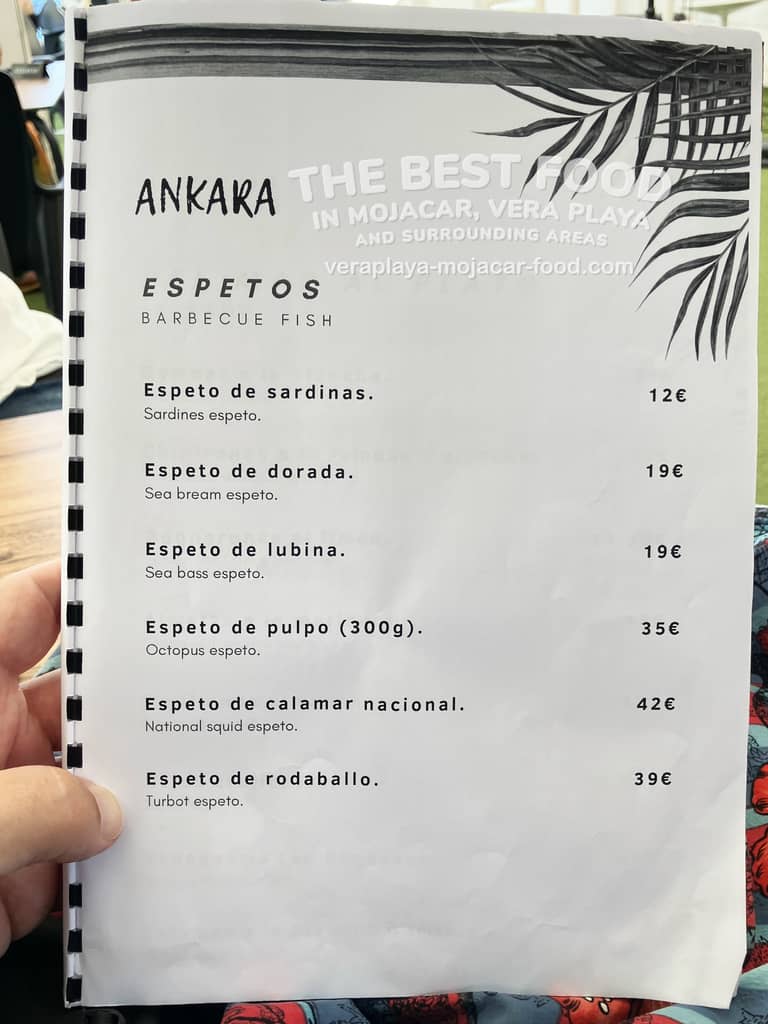 ANKARA
THE BEST FOOD
IN MOJACAR, VERA PLAYA
AND SURROUNDING AREAS
veraplaya-mojacar-food.com
ESPETOS
BARBECUE FISH
Espeto de sardinas. 12€
Sardines espeto.
Espeto de dorada. 19€
Sea bream espeto.
Espeto de lubina. 19€
Sea bass espeto.
Espeto de pulpo (300g). 35€
Octopus espeto.
Espeto de calamar nacional. 42€
National squid espeto.
Espeto de rodaballo. 39€
Turbot espeto.